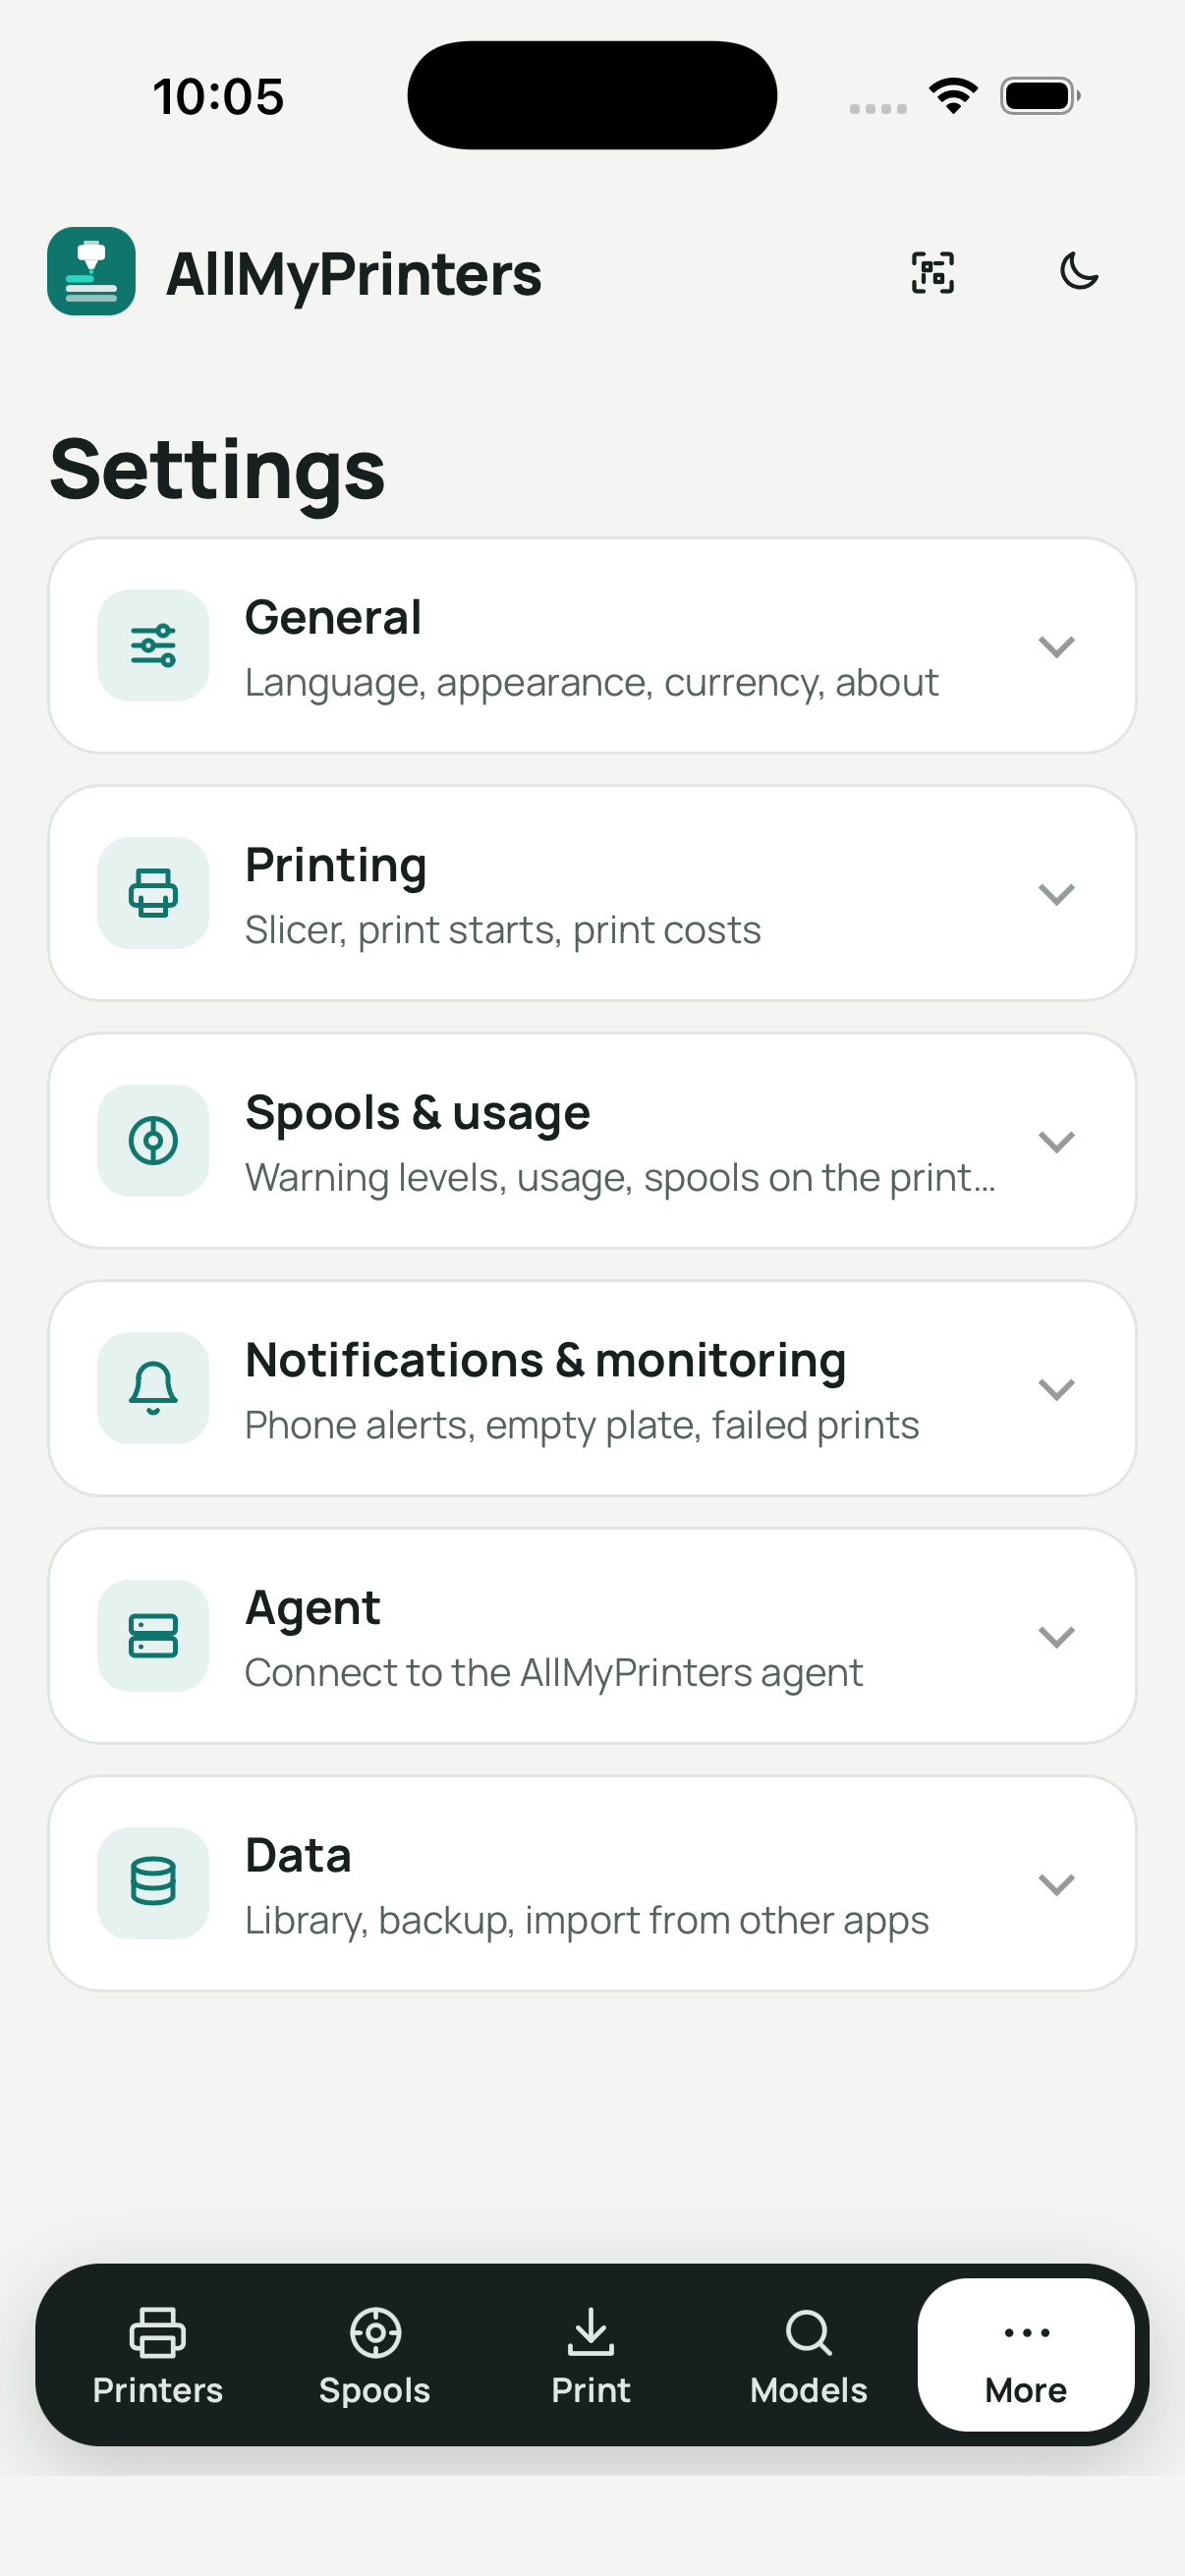 10:05
AllMyPrinters
Settings
General
Language, appearance, currency, about
Printing
Slicer, print starts, print costs
Spools & usage
Warning levels, usage, spools on the print...
Notifications & monitoring
Phone alerts, empty plate, failed prints
Agent
Connect to the AllMyPrinters agent
Data
Library, backup, import from other apps
Printers
Spools
Print
Models
More